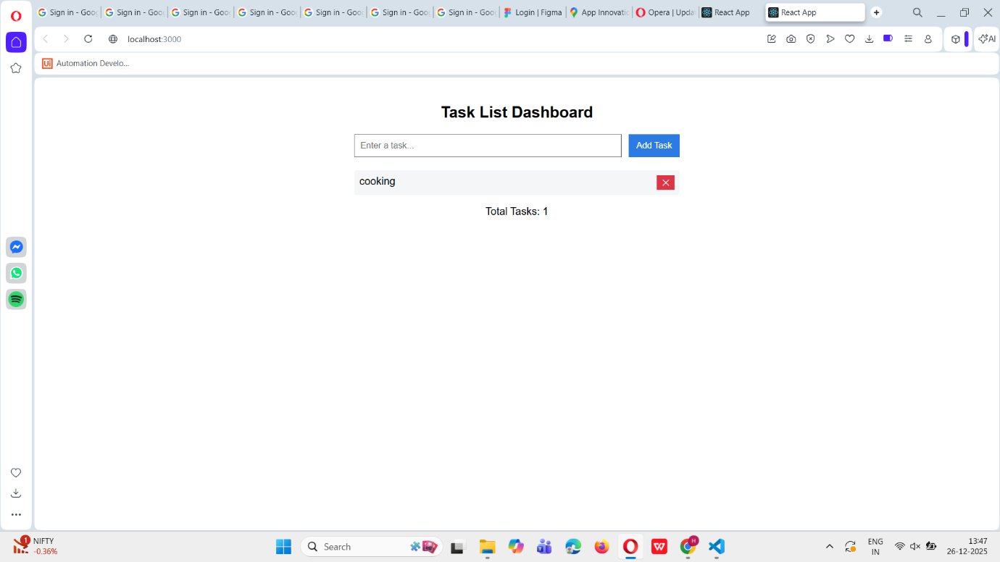 Sign in - Goo
Sign in - Goo
Sign in - Goo
Sign in - Goo
Sign in - Goo
Sign in - Goo
Sign in - Goo
Login | Figma
App Innovatio
Opera | Upda
React App
React App
localhost:3000
AI
Ui Automation Develo...
Task List Dashboard
Enter a task...
Add Task
cooking
Total Tasks: 1
1
NIFTY
-0.36%
Search
H
ENG
IN
13:47
26-12-2025